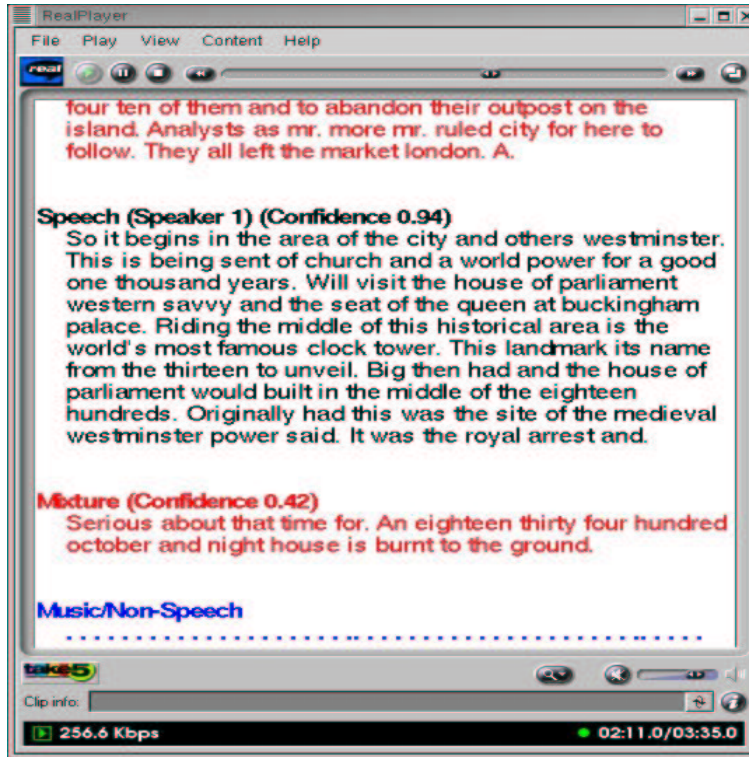 RealPlayer
File Play View Content Help
real
four ten of them and to abandon their outpost on the
island. Analysts as mr. more mr. ruled city for here to
follow. They all left the market london. A.
Speech (Speaker 1) (Confidence 0.94)
So it begins in the area of the city and others westminster.
This is being sent of church and a world power for a good
one thousand years. Will visit the house of parliament
western savvy and the seat of the queen at buckingham
palace. Riding the middle of this historical area is the
world's most famous clock tower. This landmark its name
from the thirteen to unveil. Big then had and the house of
parliament would built in the middle of the eighteen
hundreds. Originally had this was the site of the medieval
westminster power said. It was the royal arrest and.
Mixture (Confidence 0.42)
Serious about that time for. An eighteen thirty four hundred
october and night house is burnt to the ground.
Music/Non-Speech
take5
Clip info:
256.6 Kbps 02:11.0/03:35.0